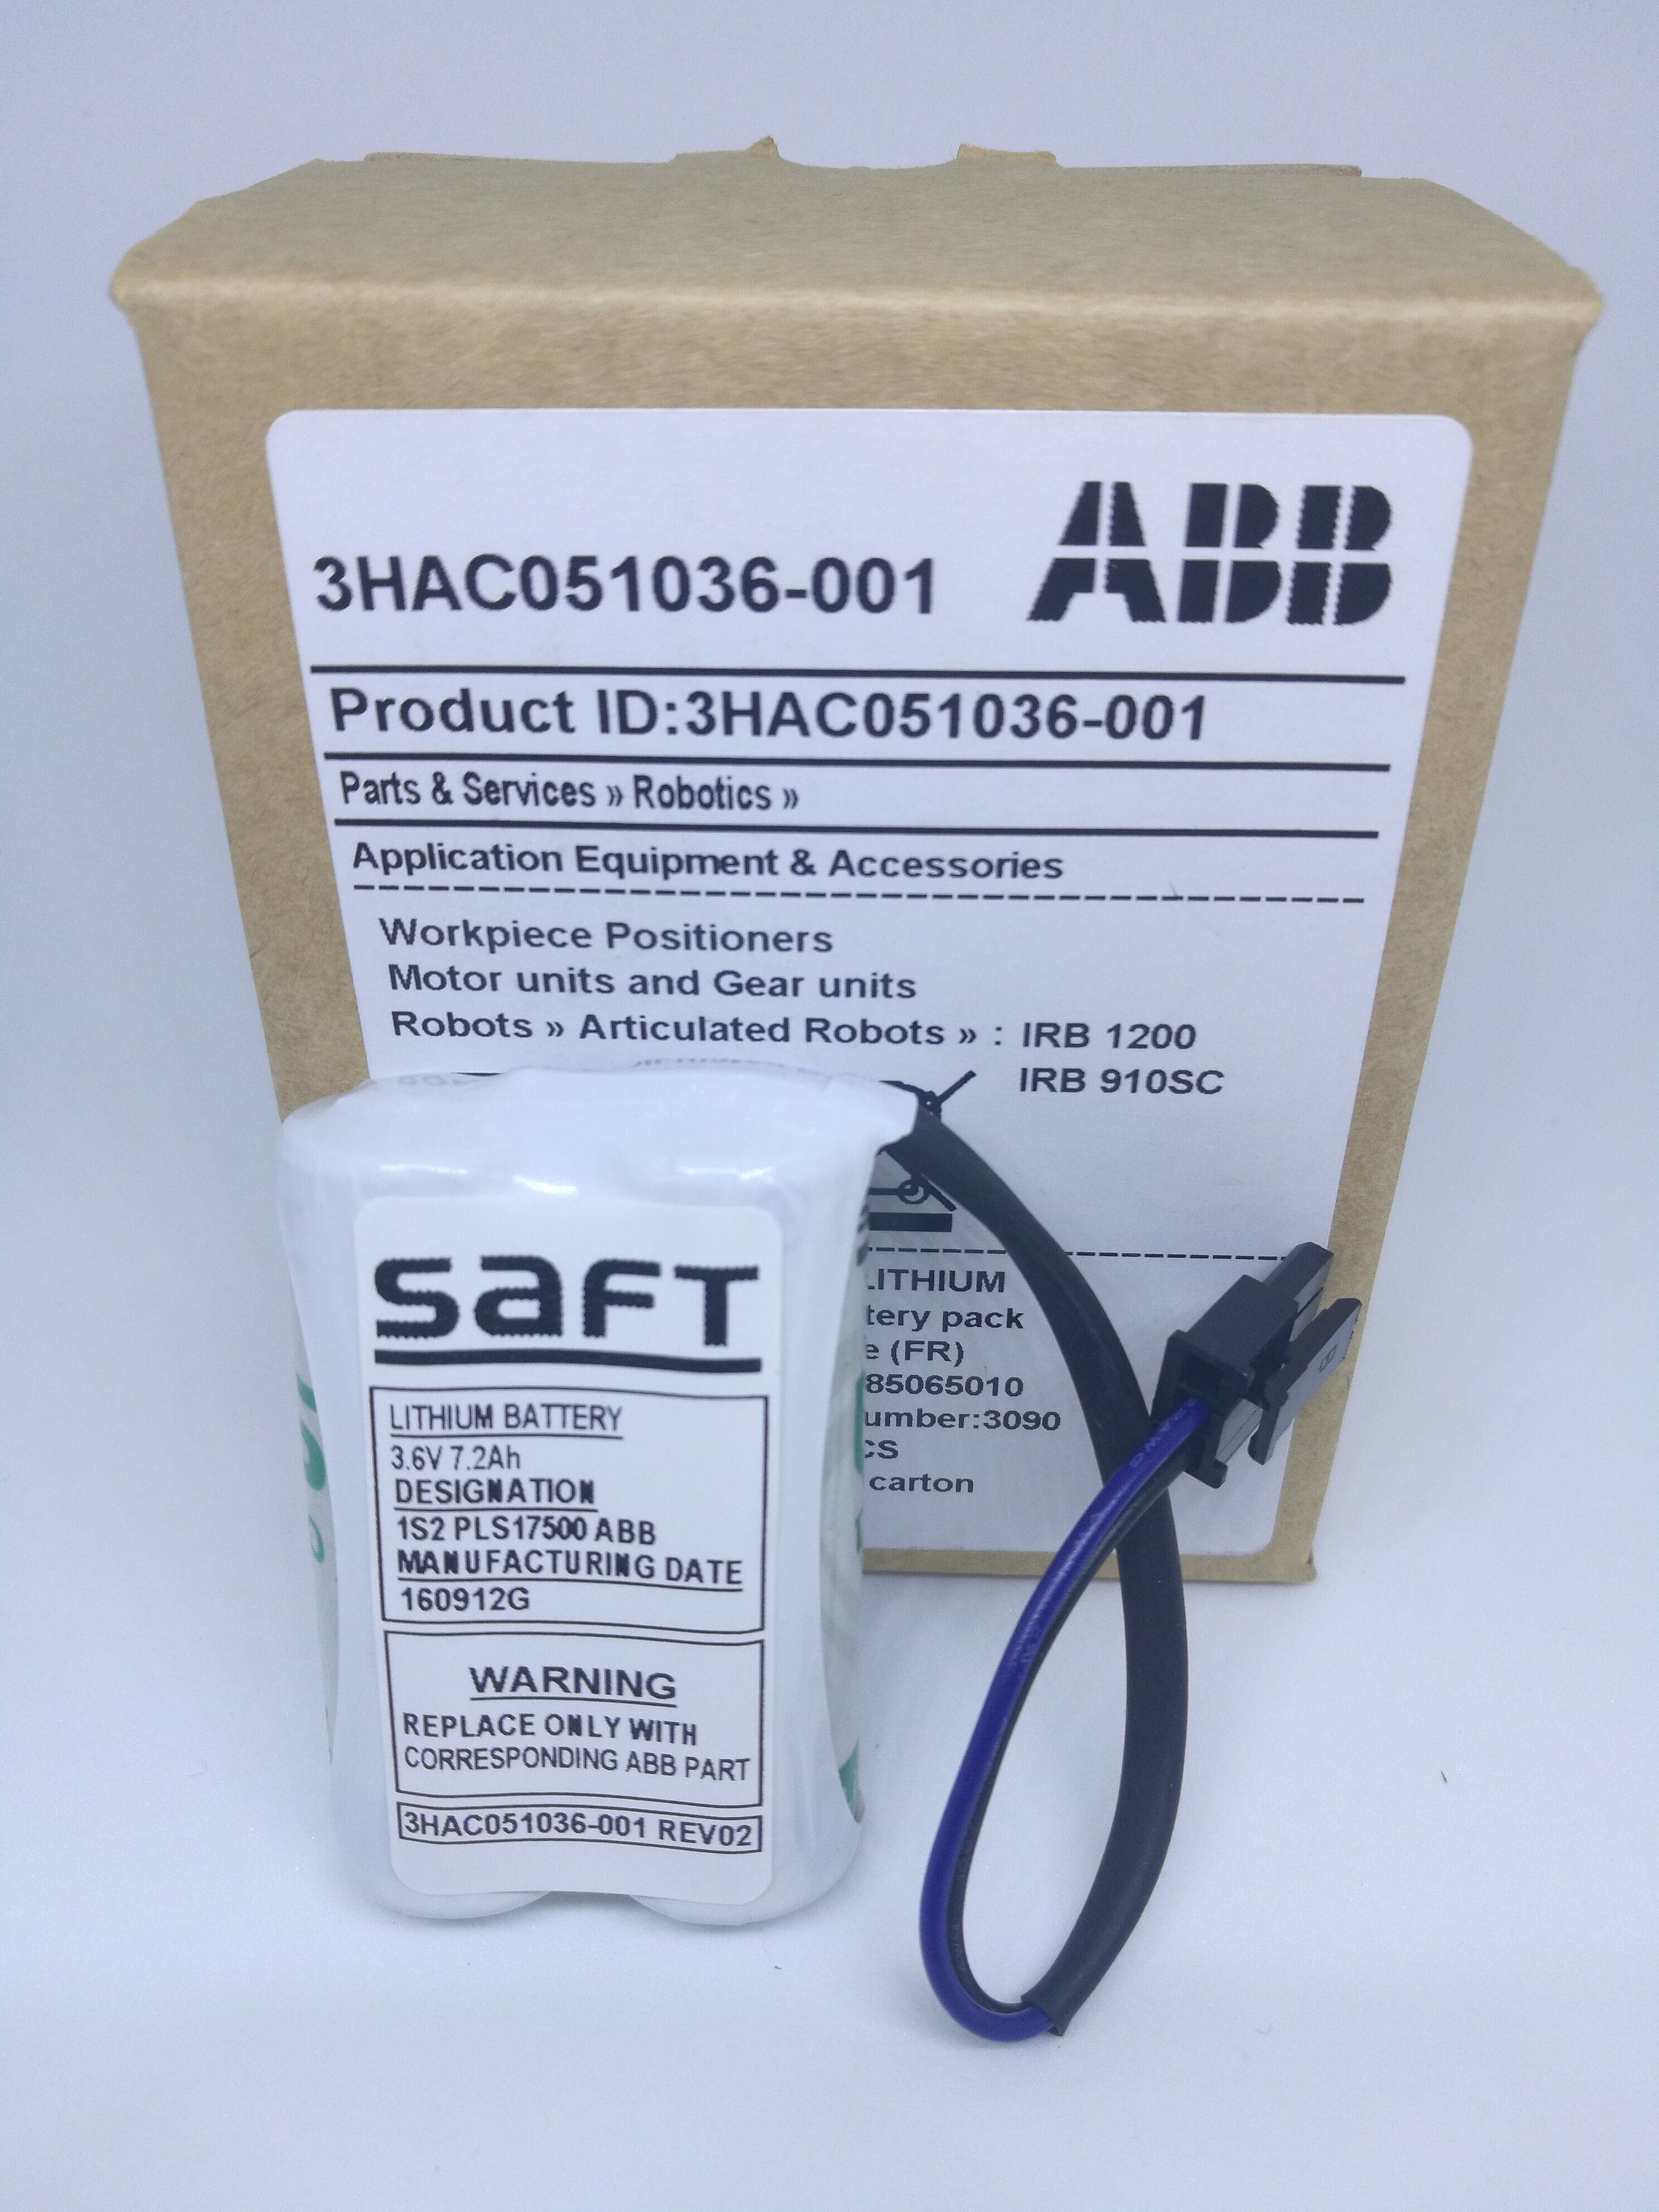 ABB
3HAC051036-001
Product ID:3HAC051036-001
Parts & Services » Robotics »
Application Equipment & Accessories
Workpiece Positioners
Motor units and Gear units
Robots » Articulated Robots » : IRB 1200
IRB 910SC
LITHIUM
tery pack
e (FR)
85065010
umber:3090
CS
carton
SaFT
LITHIUM BATTERY
3.6V 7.2Ah
DESIGNATION
1S2 PLS17500 ABB
MANUFACTURING DATE
160912G
WARNING
REPLACE ONLY WITH
CORRESPONDING ABB PART
3HAC051036-001 REV02